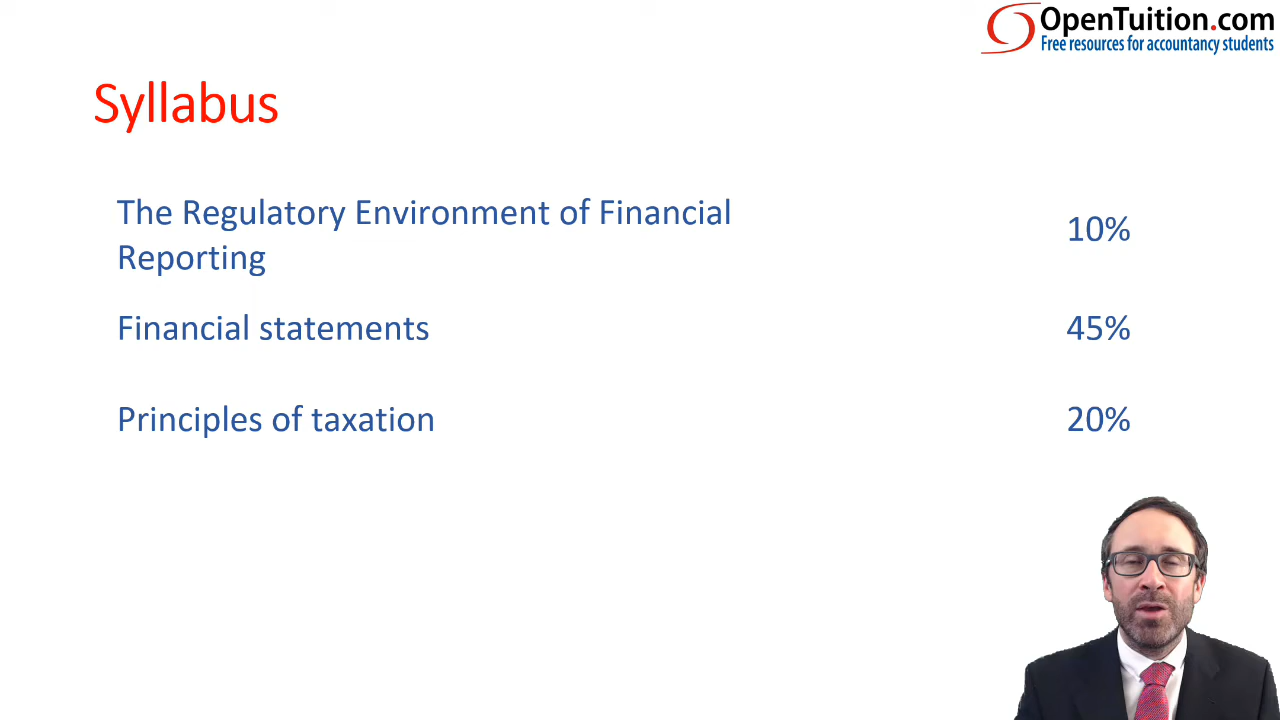 OpenTuition.com
Free resources for accountancy students
Syllabus
The Regulatory Environment of Financial
Reporting
10%
Financial statements
45%
Principles of taxation
20%